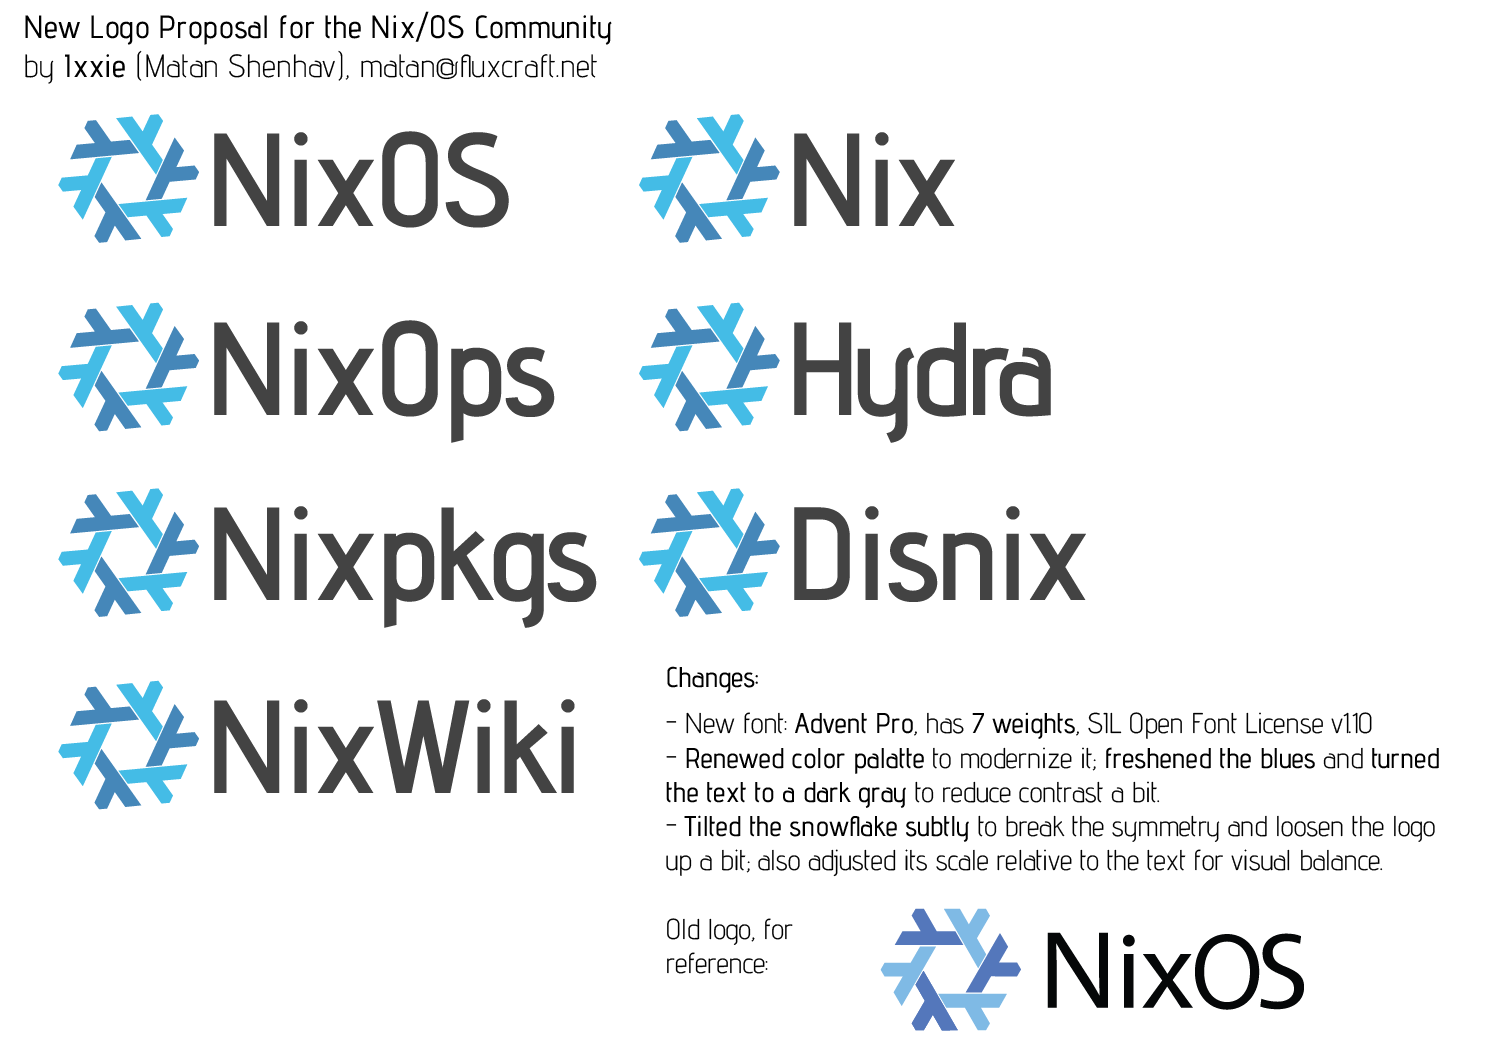 New Logo Proposal for the Nix/OS Community
by 1xxie (Matan Shenhav), matan@fluxcraft.net
NixOS
Nix
NixOps
Hydra
Nixpkgs
Disnix
NixWiki
Changes:
- New font: Advent Pro, has 7 weights, SIL Open Font License v1.10
- Renewed color palatte to modernize it; freshened the blues and turned
the text to a dark gray to reduce contrast a bit.
- Tilted the snowflake subtly to break the symmetry and loosen the logo
up a bit; also adjusted its scale relative to the text for visual balance.
Old logo, for
reference:
NixOS